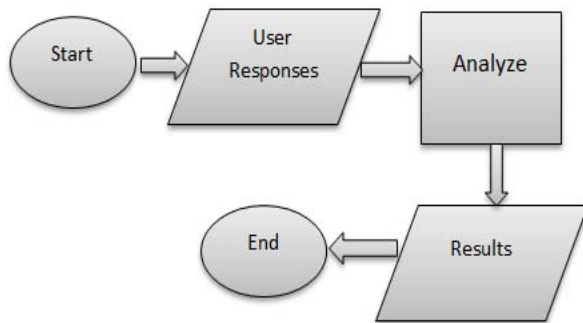 Start
User
Responses
Analyze
Results
End